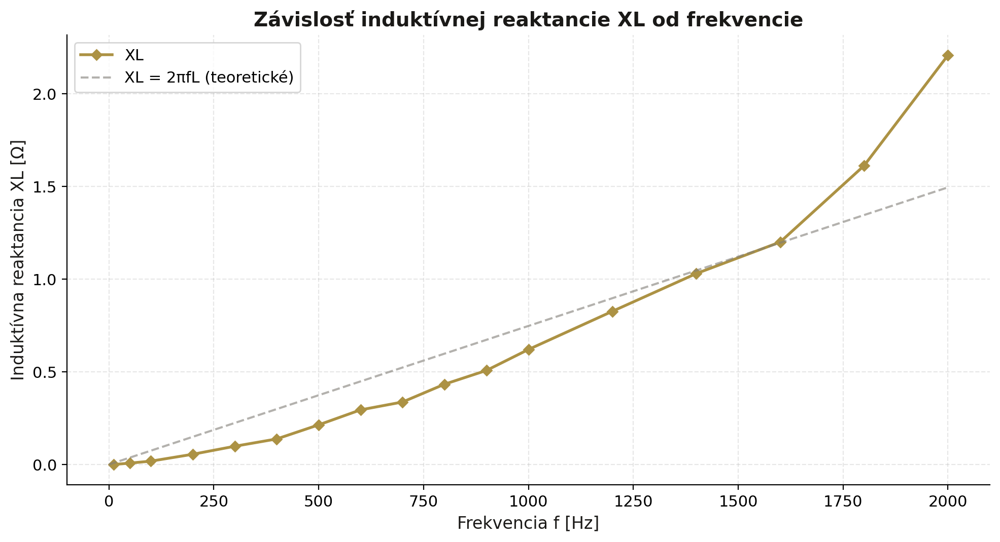 Závislosť induktívnej reaktancie XL od frekvencie
XL
XL = 2πfL (teoretické)
Induktívna reaktancia XL [Ω]
2.0
1.5
1.0
0.5
0.0
0 250 500 750 1000 1250 1500 1750 2000
Frekvencia f [Hz]